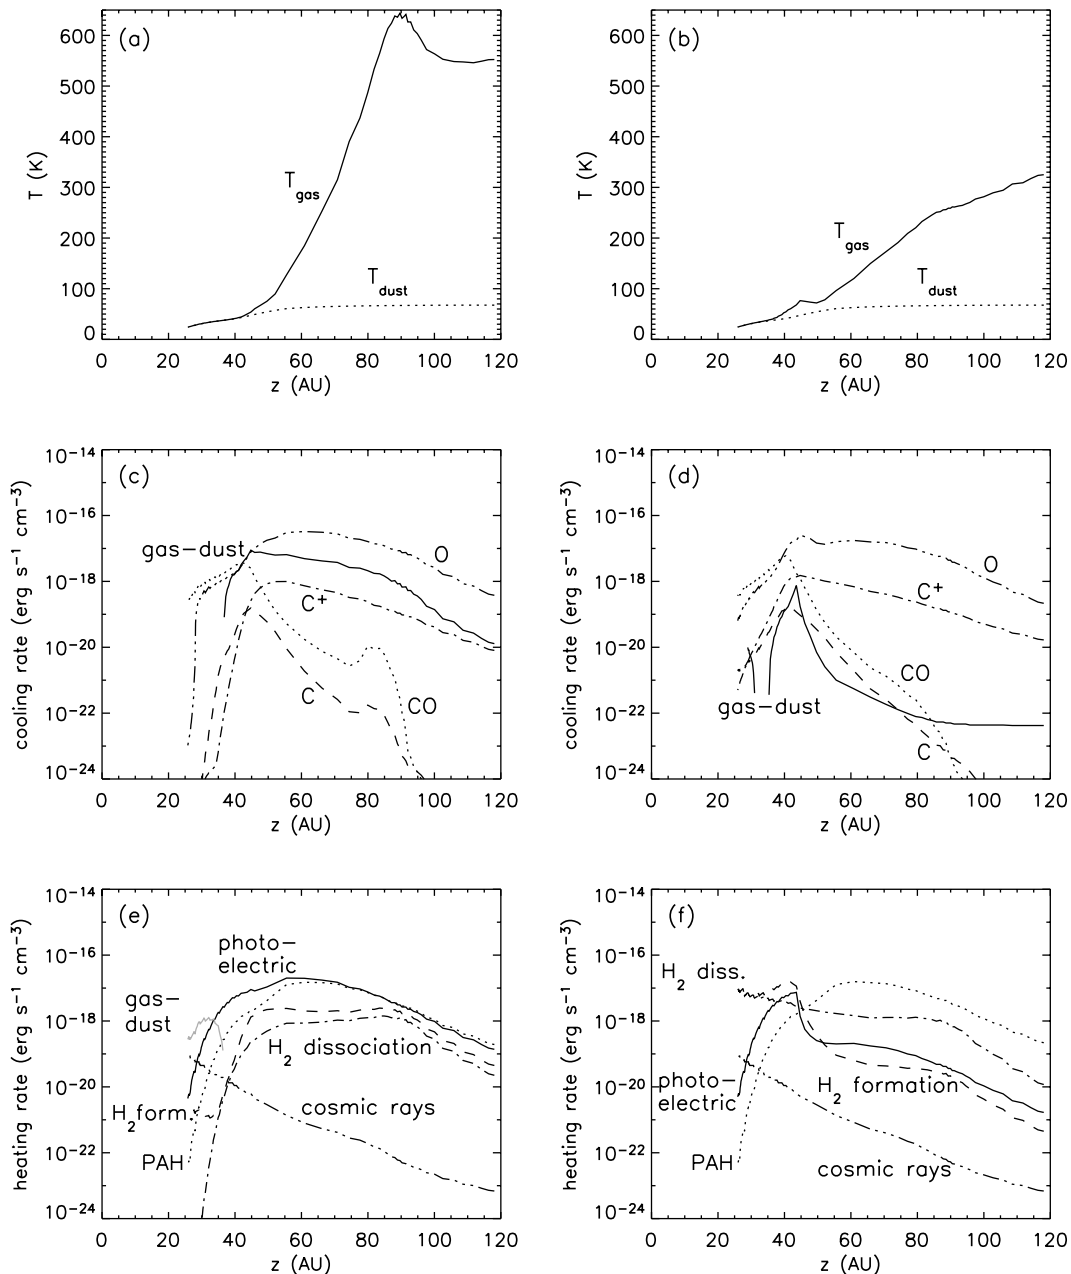 (a)
T gas
T dust
T (K)
600
500
400
300
200
100
0
0 20 40 60 80 100 120
z (AU)
(b)
T gas
T dust
T (K)
600
500
400
300
200
100
0
0 20 40 60 80 100 120
z (AU)
(c)
gas-dust
O
C+
C
CO
cooling rate (erg s−1 cm−3)
10−14
10−16
10−18
10−20
10−22
10−24
0 20 40 60 80 100 120
z (AU)
(d)
O
C+
CO
gas-dust
C
cooling rate (erg s−1 cm−3)
10−14
10−16
10−18
10−20
10−22
10−24
0 20 40 60 80 100 120
z (AU)
(e)
photo-
electric
gas-
dust
H2 dissociation
H2form.
cosmic rays
PAH
heating rate (erg s−1 cm−3)
10−14
10−16
10−18
10−20
10−22
10−24
0 20 40 60 80 100 120
z (AU)
(f)
H2 diss.
photo-
electric
H2 formation
PAH
cosmic rays
heating rate (erg s−1 cm−3)
10−14
10−16
10−18
10−20
10−22
10−24
0 20 40 60 80 100 120
z (AU)